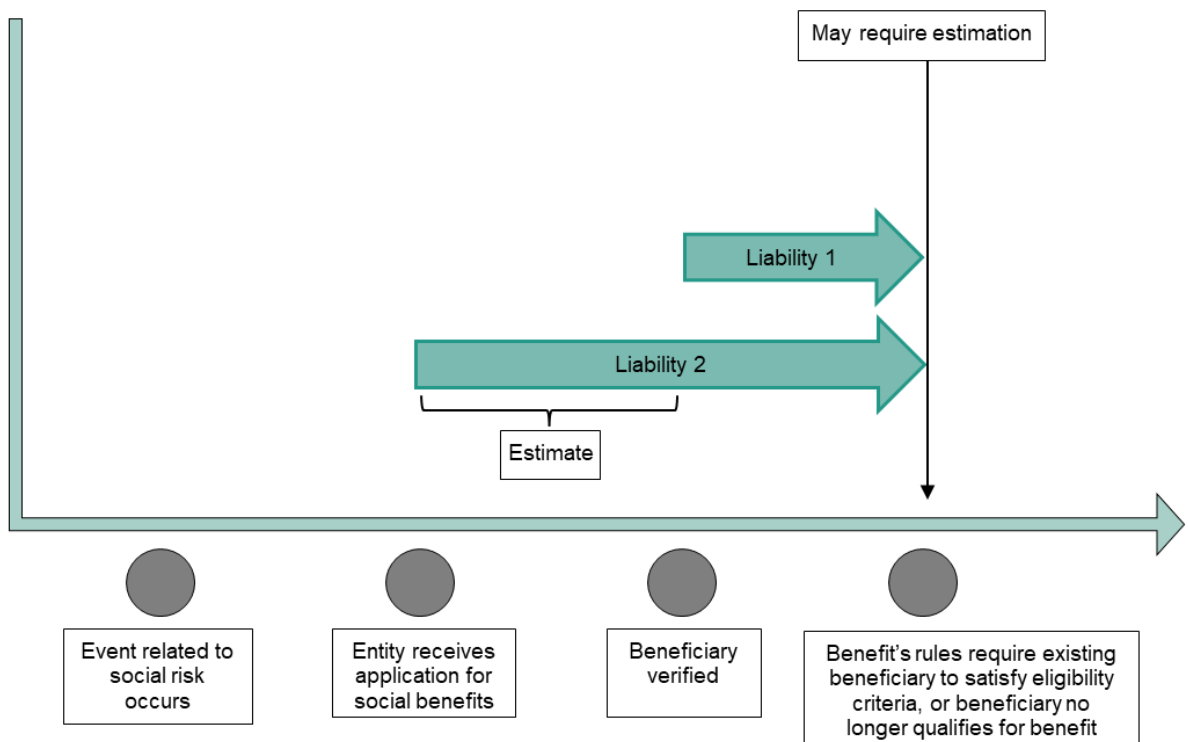 May require estimation
Liability 1
Liability 2
Estimate
Event related to
social risk
occurs
Entity receives
application for
social benefits
Beneficiary
verified
Benefit's rules require existing
beneficiary to satisfy eligibility
criteria, or beneficiary no
longer qualifies for benefit